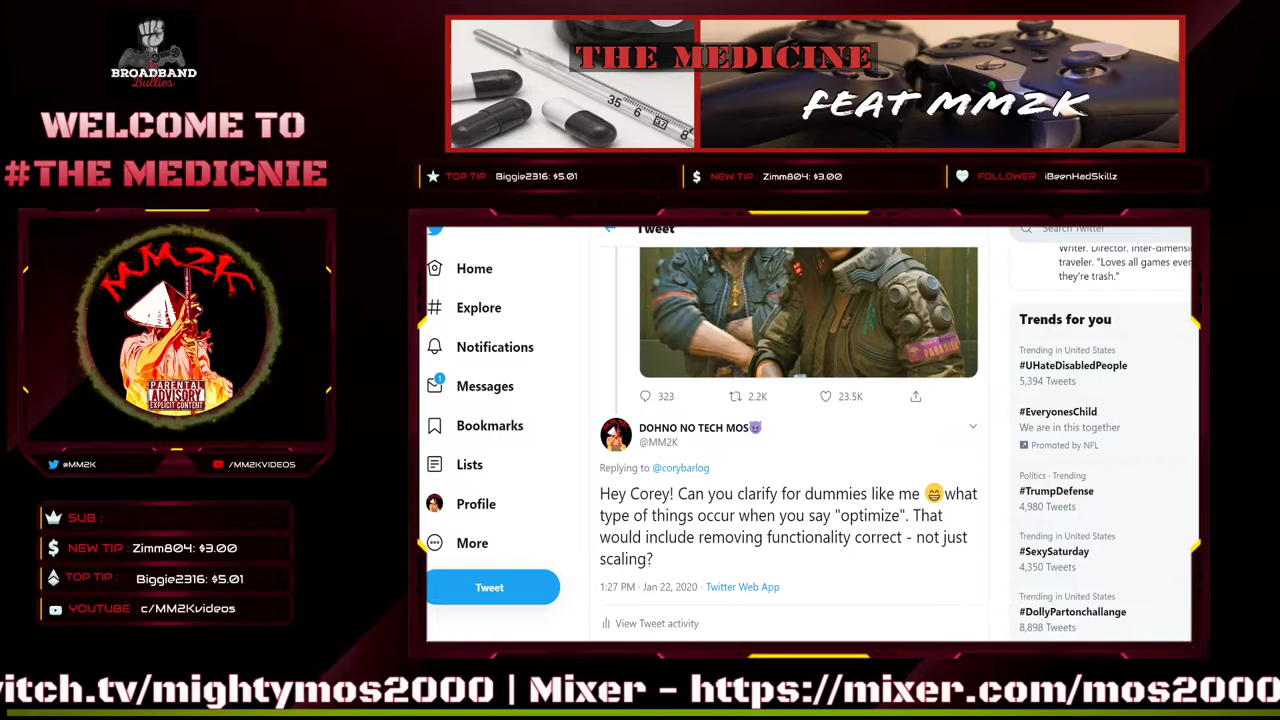 BROADBAND
Bullies
WELCOME TO
#THE MEDICNIE
THE MEDICINE
FEAT MM2K
35
6
37
8
TOP TIP Biggie2316: $5.01
NEW TIP Zimm804: $3.00
FOLLOWER iBeenHadSkillz
MM2K
PARENTAL
ADVISORY
EXPLICIT CONTENT
@MM2K
/MM2KVIDEOS
SUB :
NEW TIP : Zimm804: $3.00
TOP TIP : Biggie2316: $5.01
YOUTUBE c/MM2Kvideos
Tweet
Home
Explore
Notifications
1
Messages
Bookmarks
Lists
Profile
More
Tweet
323
2.2K
23.5K
DOHNO NO TECH MOS😈
@MM2K
Replying to @corybarlog
Hey Corey! Can you clarify for dummies like me 😁what
type of things occur when you say "optimize". That
would include removing functionality correct - not just
scaling?
1:27 PM · Jan 22, 2020 · Twitter Web App
View Tweet activity
Search Twitter
Writer. Director. Inter-dimensi
traveler. "Loves all games even
they're trash."
Trends for you
Trending in United States
#UHateDisabledPeople
5,394 Tweets
#EveryonesChild
We are in this together
Promoted by NFL
Politics · Trending
#TrumpDefense
4,980 Tweets
Trending in United States
#SexySaturday
4,350 Tweets
Trending in United States
#DollyPartonchallange
8,898 Tweets
vitch.tv/mightymos2000 | Mixer - https://mixer.com/mos2000